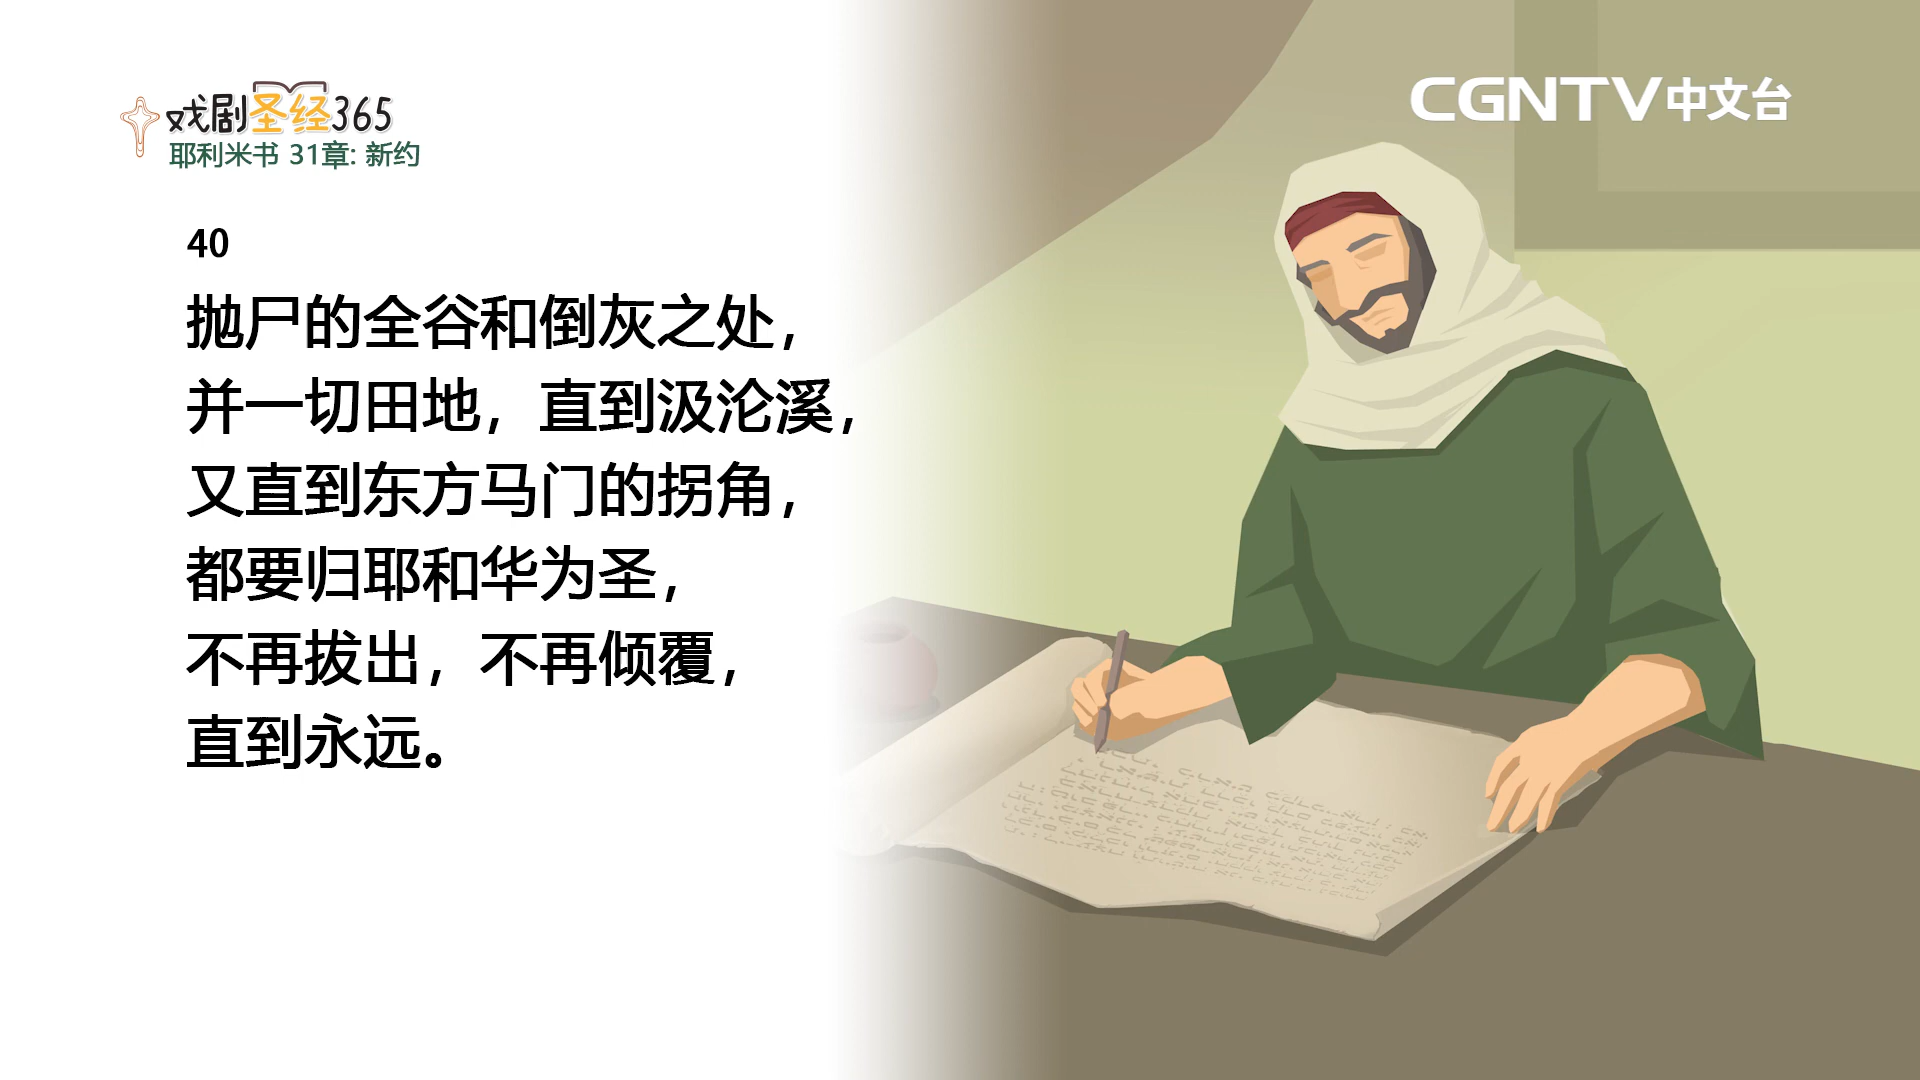 戏剧圣经365
耶利米书 31章: 新约
CGNTV中文台
40
抛尸的全谷和倒灰之处，
并一切田地，直到汲沦溪，
又直到东方马门的拐角，
都要归耶和华为圣，
不再拔出，不再倾覆，
直到永远。